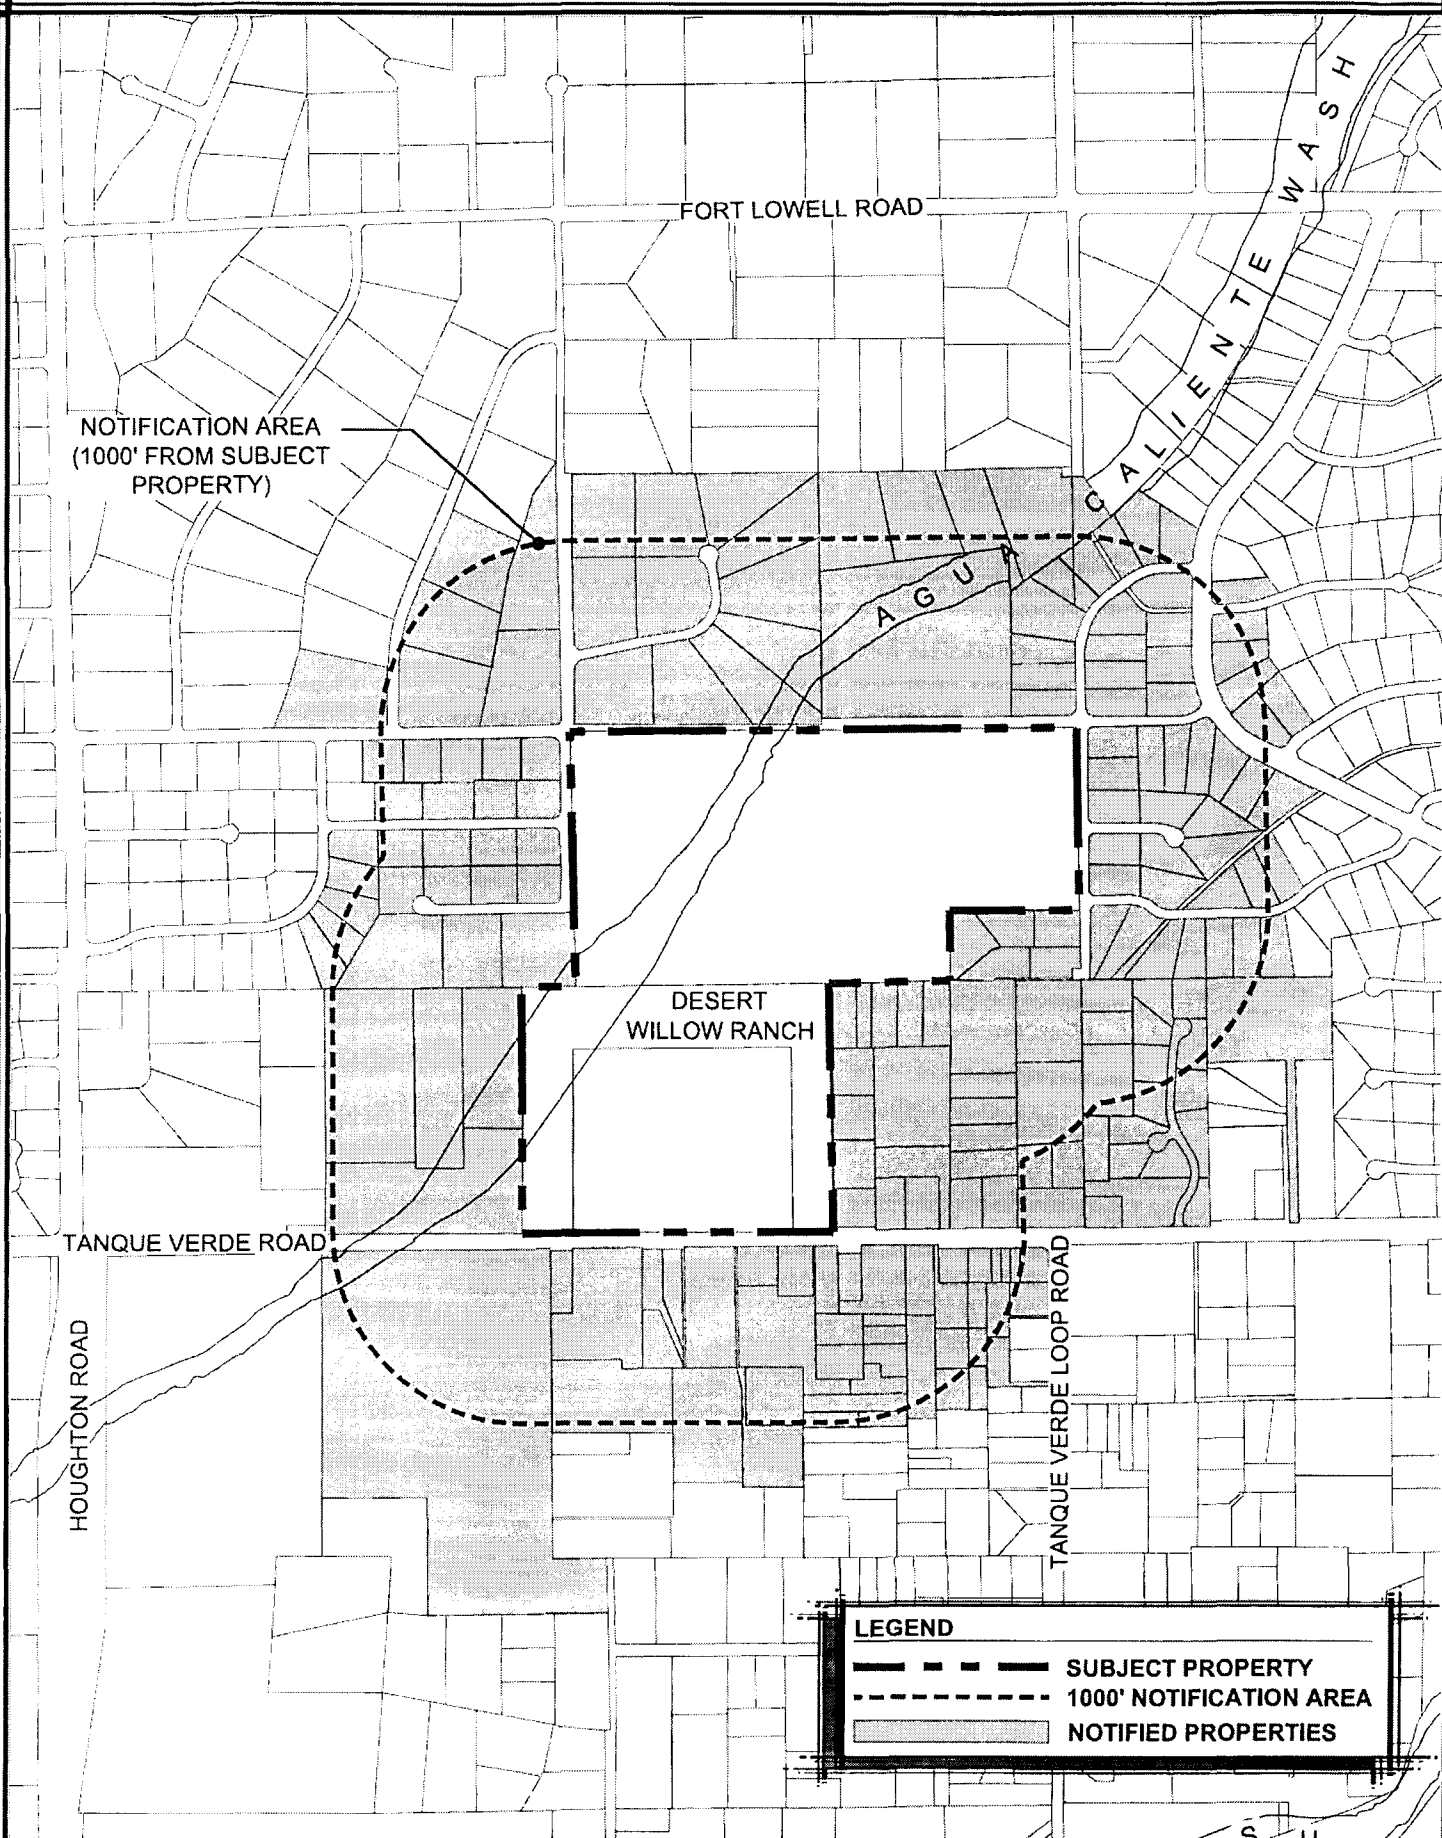 FORT LOWELL ROAD
AGUA CALIENTE WASH
NOTIFICATION AREA
(1000' FROM SUBJECT
PROPERTY)
DESERT
WILLOW RANCH
TANQUE VERDE ROAD
HOUGHTON ROAD
TANQUE VERDE LOOP ROAD
LEGEND
SUBJECT PROPERTY
1000' NOTIFICATION AREA
NOTIFIED PROPERTIES
S